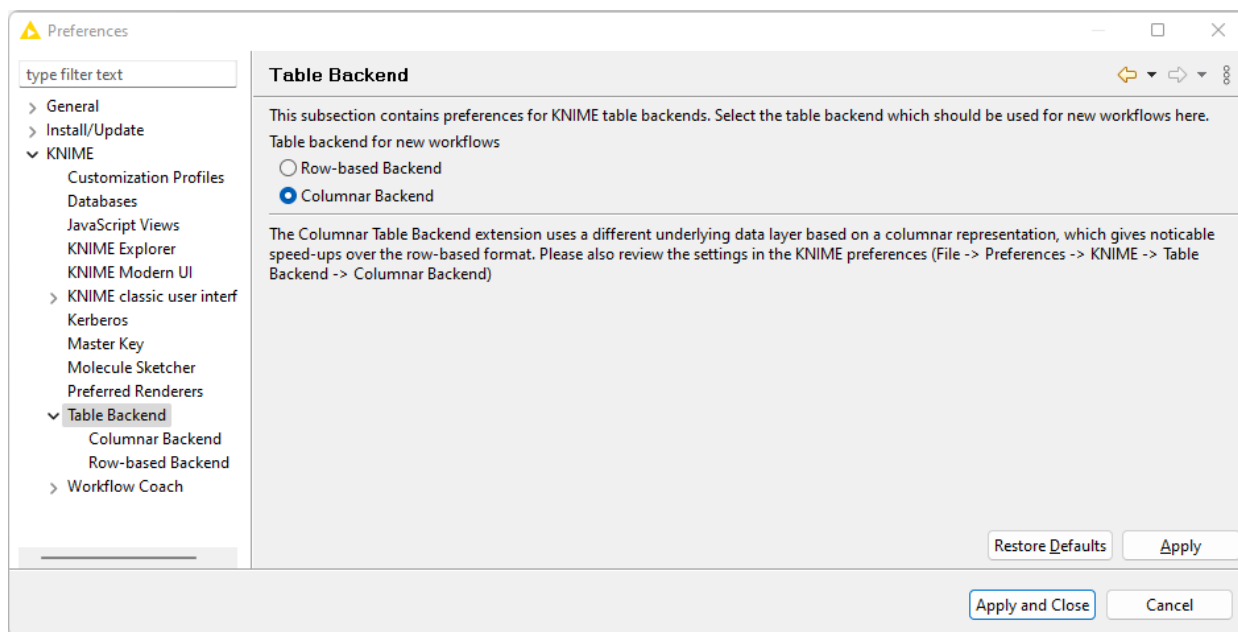 Preferences
type filter text
General
Install/Update
KNIME
Customization Profiles
Databases
JavaScript Views
KNIME Explorer
KNIME Modern UI
KNIME classic user interf
Kerberos
Master Key
Molecule Sketcher
Preferred Renderers
Table Backend
Columnar Backend
Row-based Backend
Workflow Coach
Table Backend
This subsection contains preferences for KNIME table backends. Select the table backend which should be used for new workflows here.
Table backend for new workflows
Row-based Backend
Columnar Backend
The Columnar Table Backend extension uses a different underlying data layer based on a columnar representation, which gives noticable
speed-ups over the row-based format. Please also review the settings in the KNIME preferences (File -> Preferences -> KNIME -> Table
Backend -> Columnar Backend)
Restore Defaults
Apply
Apply and Close
Cancel